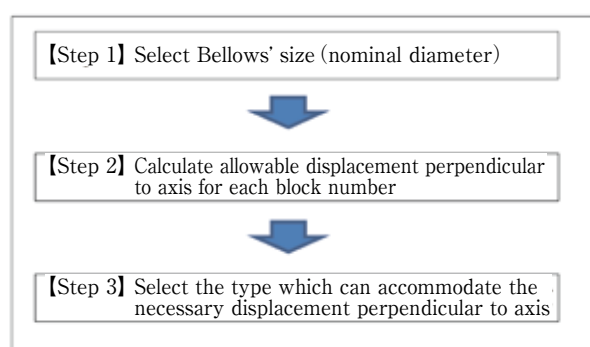 【Step 1】 Select Bellows’ size (nominal diameter)
【Step 2】 Calculate allowable displacement perpendicular
to axis for each block number
【Step 3】 Select the type which can accommodate the
necessary displacement perpendicular to axis